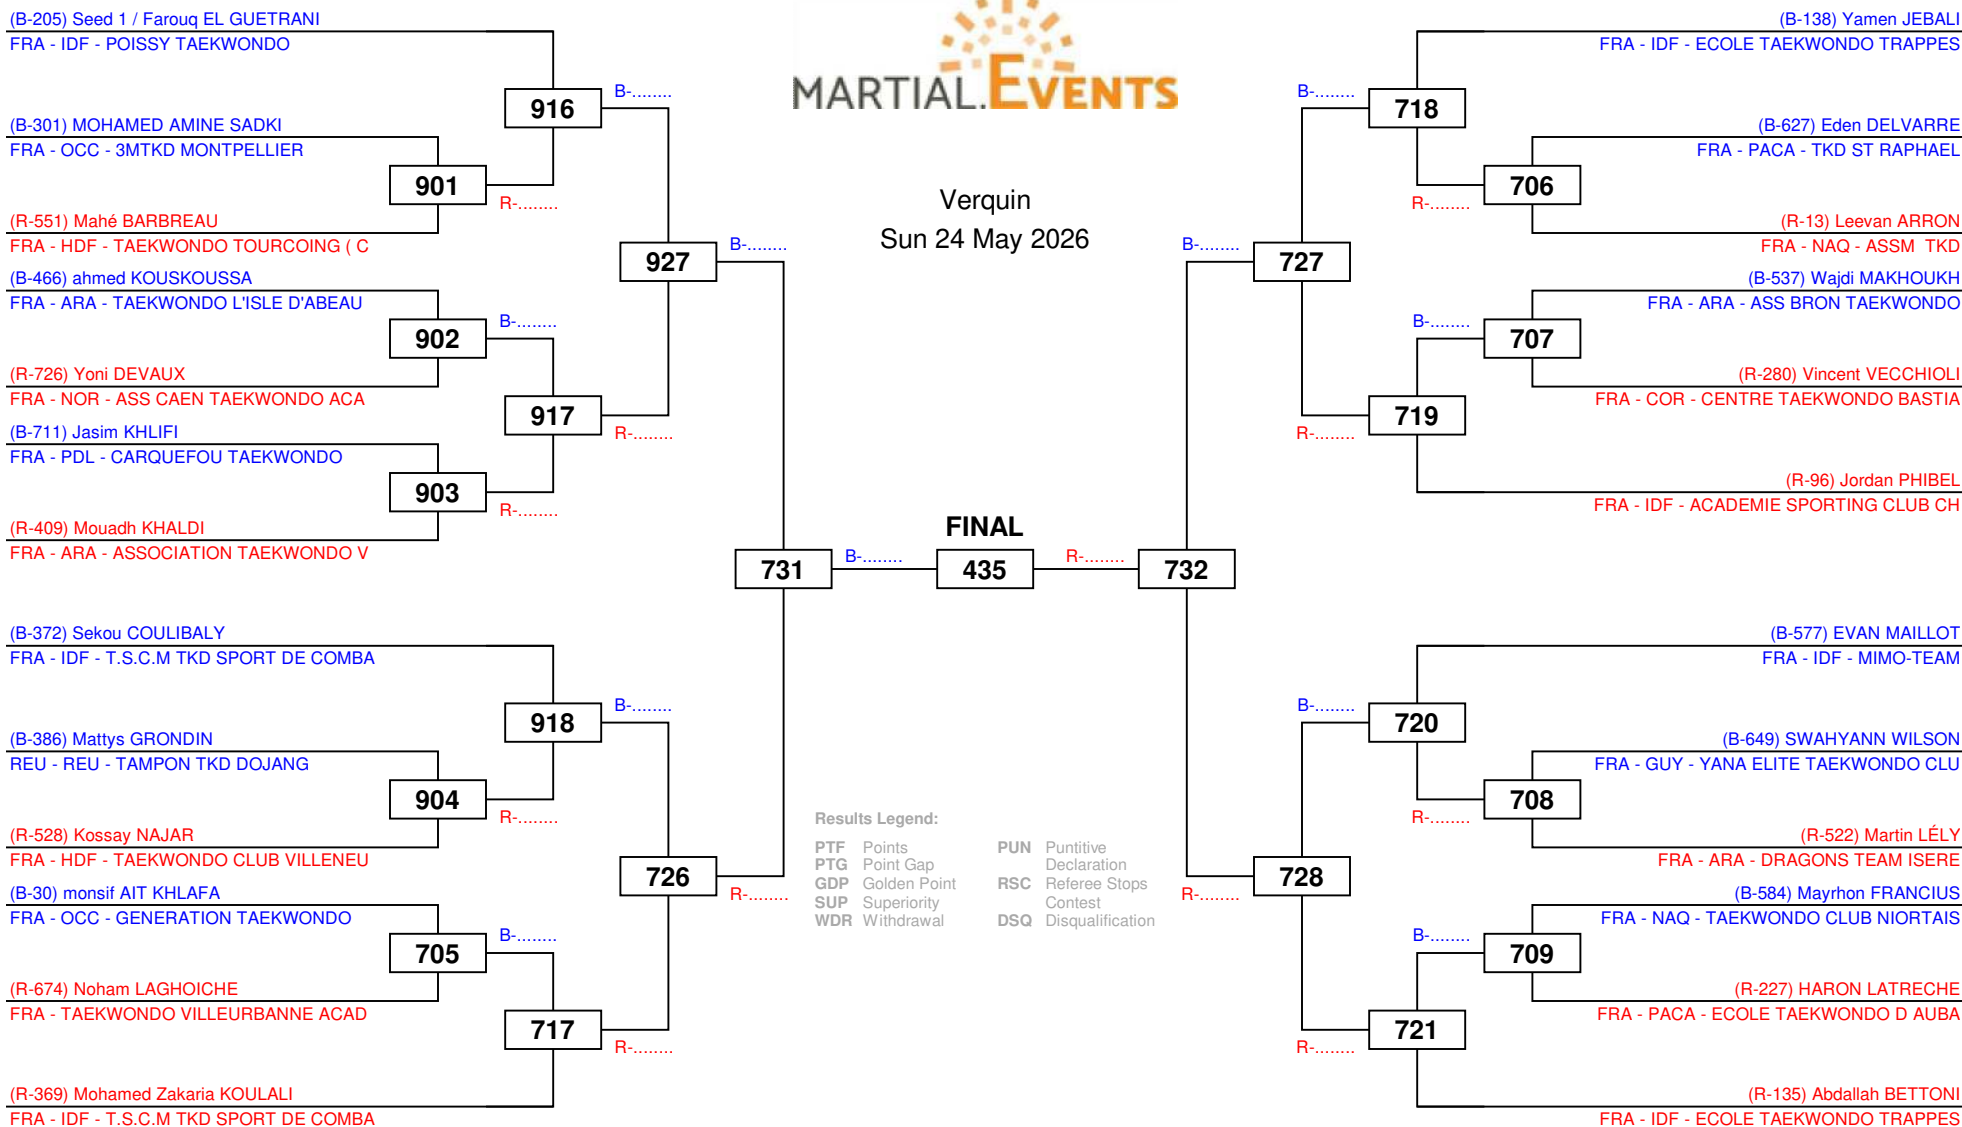 (B-205) Seed 1 / Farouq EL GUETRANI
FRA - IDF - POISSY TAEKWONDO
916
B-........
(B-301) MOHAMED AMINE SADKI
FRA - OCC - 3MTKD MONTPELLIER
901
R-........
(R-551) Mahé BARBREAU
FRA - HDF - TAEKWONDO TOURCOING ( C
927
B-........
(B-466) ahmed KOUSKOUSSA
FRA - ARA - TAEKWONDO L'ISLE D'ABEAU
902
B-........
(R-726) Yoni DEVAUX
FRA - NOR - ASS CAEN TAEKWONDO ACA
917
R-........
(B-711) Jasim KHLIFI
FRA - PDL - CARQUEFOU TAEKWONDO
903
R-........
(R-409) Mouadh KHALDI
FRA - ARA - ASSOCIATION TAEKWONDO V
731
B-........
(B-372) Sekou COULIBALY
FRA - IDF - T.S.C.M TKD SPORT DE COMBA
918
B-........
(B-386) Mattys GRONDIN
REU - REU - TAMPON TKD DOJANG
904
R-........
(R-528) Kossay NAJAR
FRA - HDF - TAEKWONDO CLUB VILLENEU
726
R-........
(B-30) monsif AIT KHLAFA
FRA - OCC - GENERATION TAEKWONDO
705
B-........
(R-674) Noham LAGHOICHE
FRA - TAEKWONDO VILLEURBANNE ACAD
717
R-........
(R-369) Mohamed Zakaria KOULALI
FRA - IDF - T.S.C.M TKD SPORT DE COMBA
MARTIAL.EVENTS
Verquin
Sun 24 May 2026
FINAL
435
Results Legend:
PTF Points
PTG Point Gap
GDP Golden Point
SUP Superiority
WDR Withdrawal
PUN Puntitive
Declaration
RSC Referee Stops
Contest
DSQ Disqualification
(B-138) Yamen JEBALI
FRA - IDF - ECOLE TAEKWONDO TRAPPES
B-........
718
(B-627) Eden DELVARRE
FRA - PACA - TKD ST RAPHAEL
706
R-........
(R-13) Leevan ARRON
FRA - NAQ - ASSM TKD
B-........
727
(B-537) Wajdi MAKHOUKH
FRA - ARA - ASS BRON TAEKWONDO
B-........
707
(R-280) Vincent VECCHIOLI
FRA - COR - CENTRE TAEKWONDO BASTIA
719
R-........
(R-96) Jordan PHIBEL
FRA - IDF - ACADEMIE SPORTING CLUB CH
R-........
732
(B-577) EVAN MAILLOT
FRA - IDF - MIMO-TEAM
B-........
720
(B-649) SWAHYANN WILSON
FRA - GUY - YANA ELITE TAEKWONDO CLU
708
R-........
(R-522) Martin LÉLY
FRA - ARA - DRAGONS TEAM ISERE
728
R-........
(B-584) Mayrhon FRANCIUS
FRA - NAQ - TAEKWONDO CLUB NIORTAIS
B-........
709
(R-227) HARON LATRECHE
FRA - PACA - ECOLE TAEKWONDO D AUBA
721
R-........
(R-135) Abdallah BETTONI
FRA - IDF - ECOLE TAEKWONDO TRAPPES